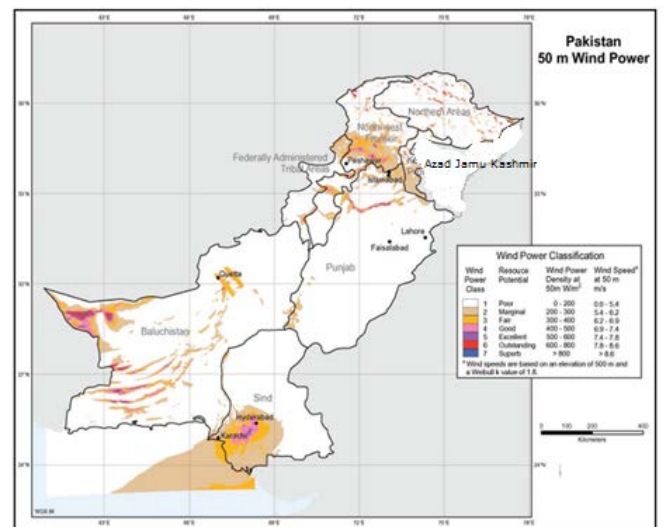 Pakistan
50 m Wind Power
Northern Areas
Northwest
Frontier
Federally Administered
Tribal Areas
Peshawar
Islamabad
Azad Jamu Kashmir
Lahore
Faisalabad
Punjab
Quetta
Baluchistan
Sind
Hyderabad
Karachi
Wind Power Classification
Wind Power Class
Resouce Potential
Wind Power Density at 50m W/m²
Wind Speedª at 50 m m/s
1 Poor 0 - 200 0.0 - 5.4
2 Marginal 200 - 300 5.4 - 6.2
3 Fair 300 - 400 6.2 - 6.9
4 Good 400 - 500 6.9 - 7.4
5 Excellent 500 - 600 7.4 - 7.8
6 Outstanding 600 - 800 7.8 - 8.6
7 Superb > 800 > 8.6
ª Wind speeds are based on an elevation of 500 m and
a Weibull k value of 1.8.
0 100 200 400
Kilometers